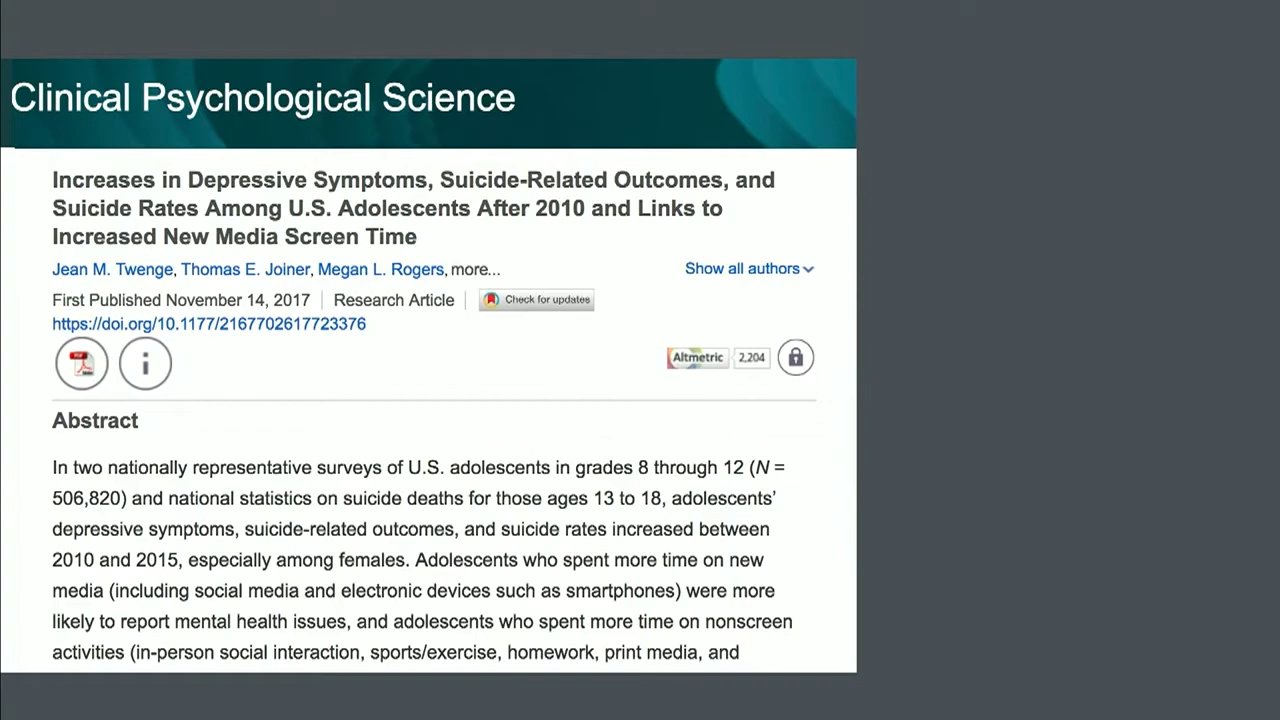 Clinical Psychological Science
Increases in Depressive Symptoms, Suicide-Related Outcomes, and
Suicide Rates Among U.S. Adolescents After 2010 and Links to
Increased New Media Screen Time
Jean M. Twenge, Thomas E. Joiner, Megan L. Rogers, more... Show all authors
First Published November 14, 2017 Research Article Check for updates
https://doi.org/10.1177/2167702617723376
PDF i Altmetric 2,204
Abstract
In two nationally representative surveys of U.S. adolescents in grades 8 through 12 (N =
506,820) and national statistics on suicide deaths for those ages 13 to 18, adolescents’
depressive symptoms, suicide-related outcomes, and suicide rates increased between
2010 and 2015, especially among females. Adolescents who spent more time on new
media (including social media and electronic devices such as smartphones) were more
likely to report mental health issues, and adolescents who spent more time on nonscreen
activities (in-person social interaction, sports/exercise, homework, print media, and